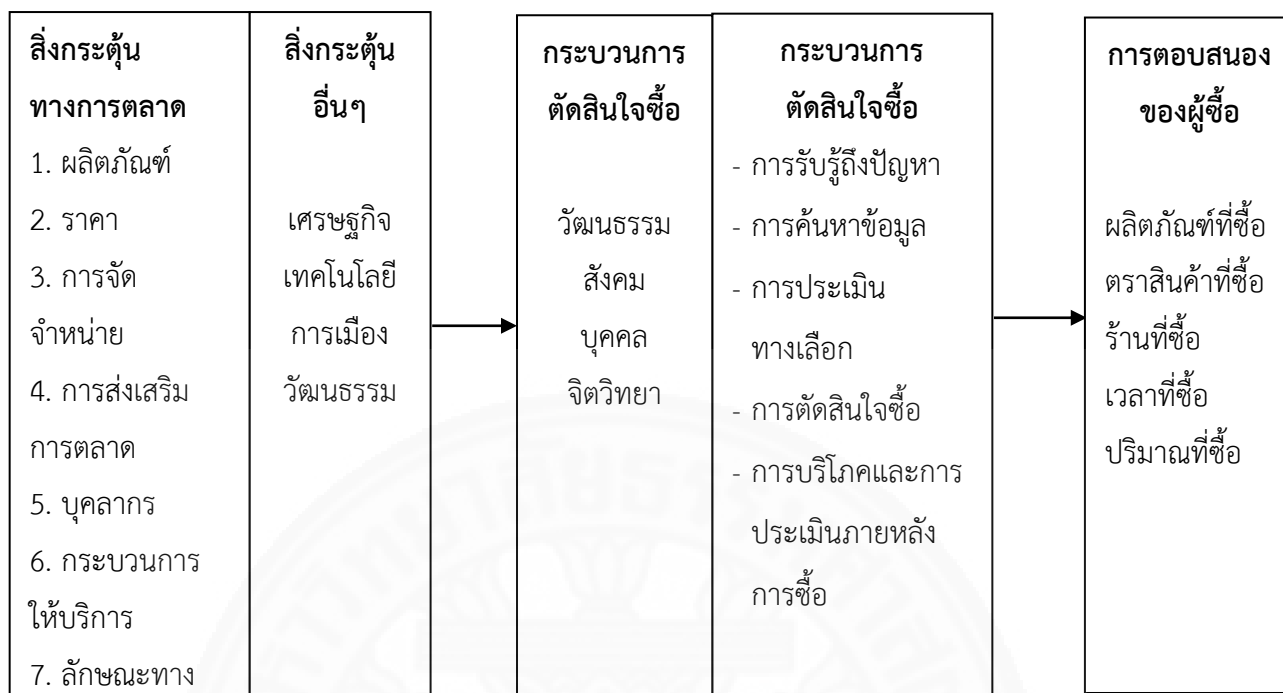 สิ่งกระตุ้น
ทางการตลาด
1. ผลิตภัณฑ์
2. ราคา
3. การจัด
จำหน่าย
4. การส่งเสริม
การตลาด
5. บุคลากร
6. กระบวนการ
ให้บริการ
7. ลักษณะทาง
สิ่งกระตุ้น
อื่นๆ
เศรษฐกิจ
เทคโนโลยี
การเมือง
วัฒนธรรม
กระบวนการ
ตัดสินใจซื้อ
วัฒนธรรม
สังคม
บุคคล
จิตวิทยา
กระบวนการ
ตัดสินใจซื้อ
- การรับรู้ถึงปัญหา
- การค้นหาข้อมูล
- การประเมิน
ทางเลือก
- การตัดสินใจซื้อ
- การบริโภคและการ
ประเมินภายหลัง
การซื้อ
การตอบสนอง
ของผู้ซื้อ
ผลิตภัณฑ์ที่ซื้อ
ตราสินค้าที่ซื้อ
ร้านที่ซื้อ
เวลาที่ซื้อ
ปริมาณที่ซื้อ